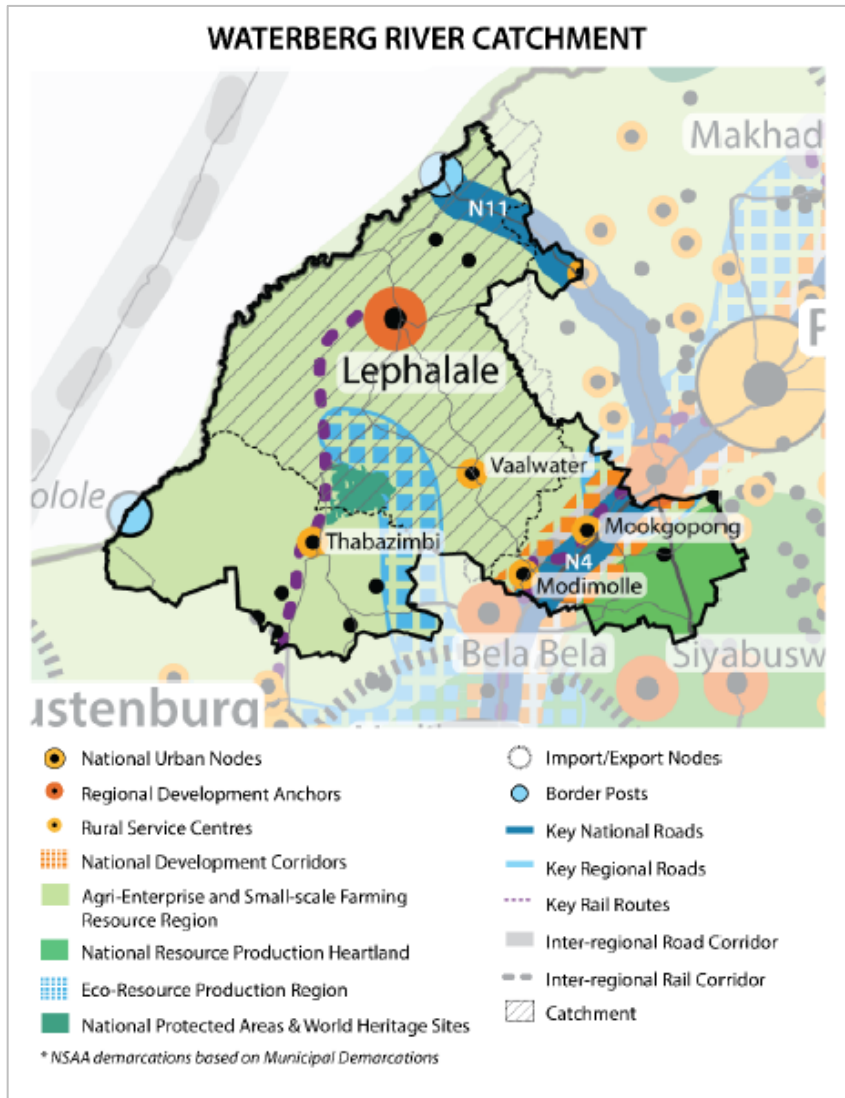 WATERBERG RIVER CATCHMENT
Makhad
N11
P
Lephalale
Vaalwater
olole
Mookgopong
Thabazimbi
N4
Modimolle
Bela Bela
Siyabusw
ustenburg
National Urban Nodes
Regional Development Anchors
Rural Service Centres
National Development Corridors
Agri-Enterprise and Small-scale Farming
Resource Region
National Resource Production Heartland
Eco-Resource Production Region
National Protected Areas & World Heritage Sites
* NSAA demarcations based on Municipal Demarcations
Import/Export Nodes
Border Posts
Key National Roads
Key Regional Roads
Key Rail Routes
Inter-regional Road Corridor
Inter-regional Rail Corridor
Catchment